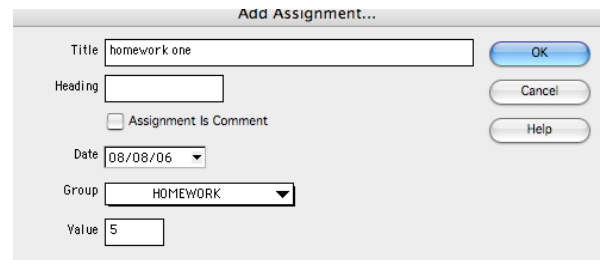 Add Assignment...
Title homework one
OK
Heading
Cancel
Assignment Is Comment
Help
Date 08/08/06
Group HOMEWORK
Value 5